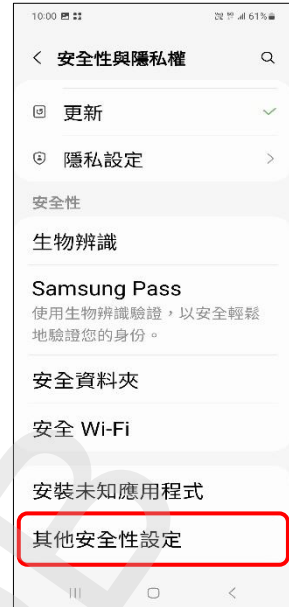 10:00
61%
安全性與隱私權
更新
隱私設定
安全性
生物辨識
Samsung Pass
使用生物辨識驗證，以安全輕鬆
地驗證您的身份。
安全資料夾
安全 Wi-Fi
安裝未知應用程式
其他安全性設定